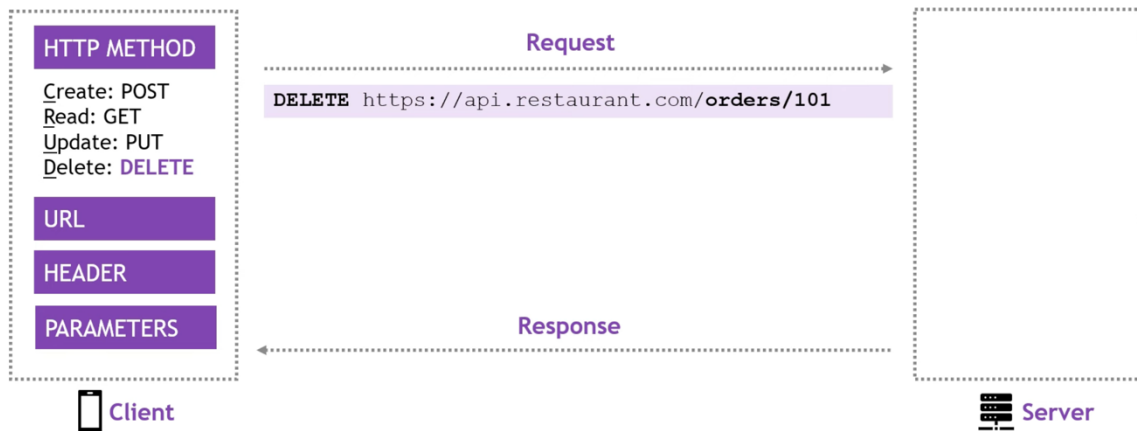 HTTP METHOD
Create: POST
Read: GET
Update: PUT
Delete: DELETE
URL
HEADER
PARAMETERS
Client
Request
DELETE https://api.restaurant.com/orders/101
Response
Server